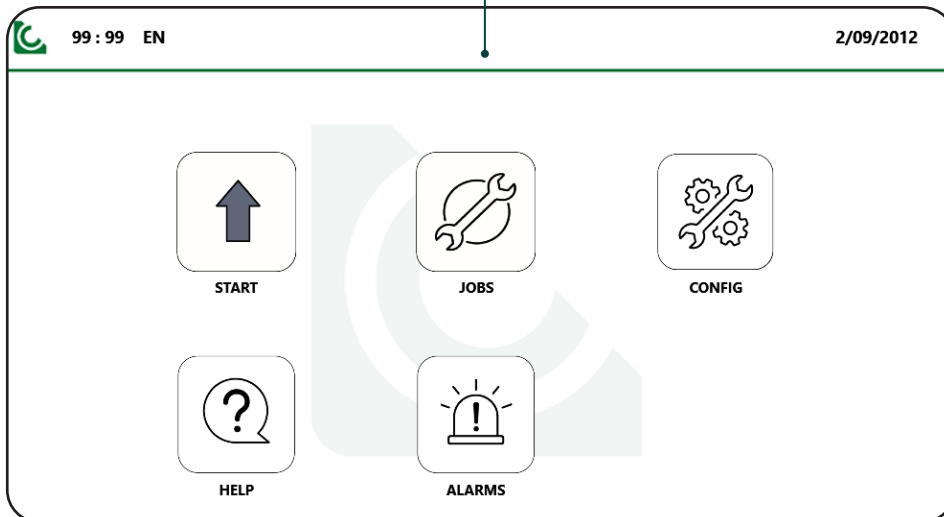 99 : 99 EN 2/09/2012
START JOBS CONFIG
?
!
HELP ALARMS